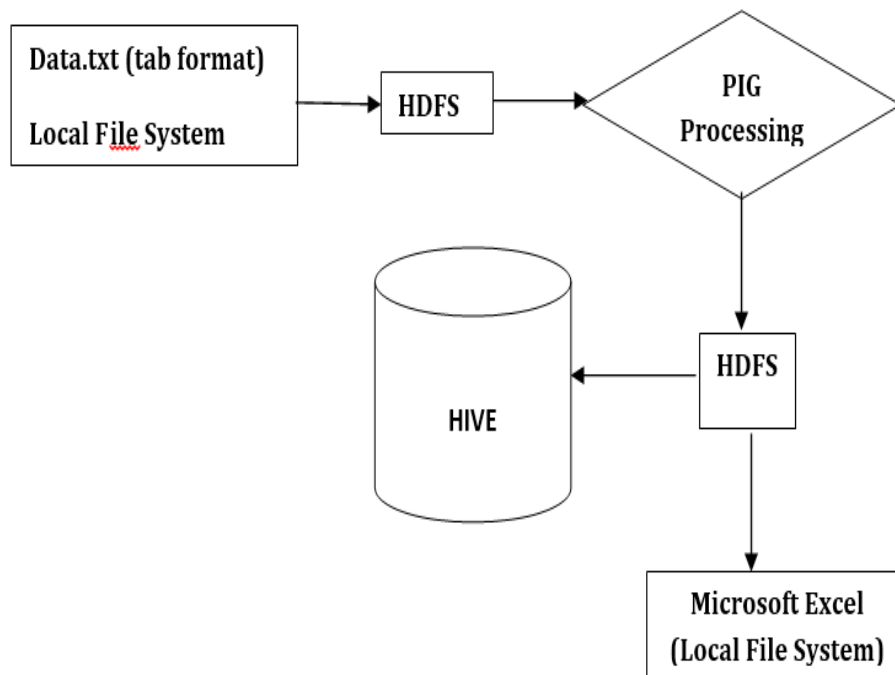 Data.txt (tab format)
Local File System
HDFS
PIG
Processing
HDFS
HIVE
Microsoft Excel
(Local File System)